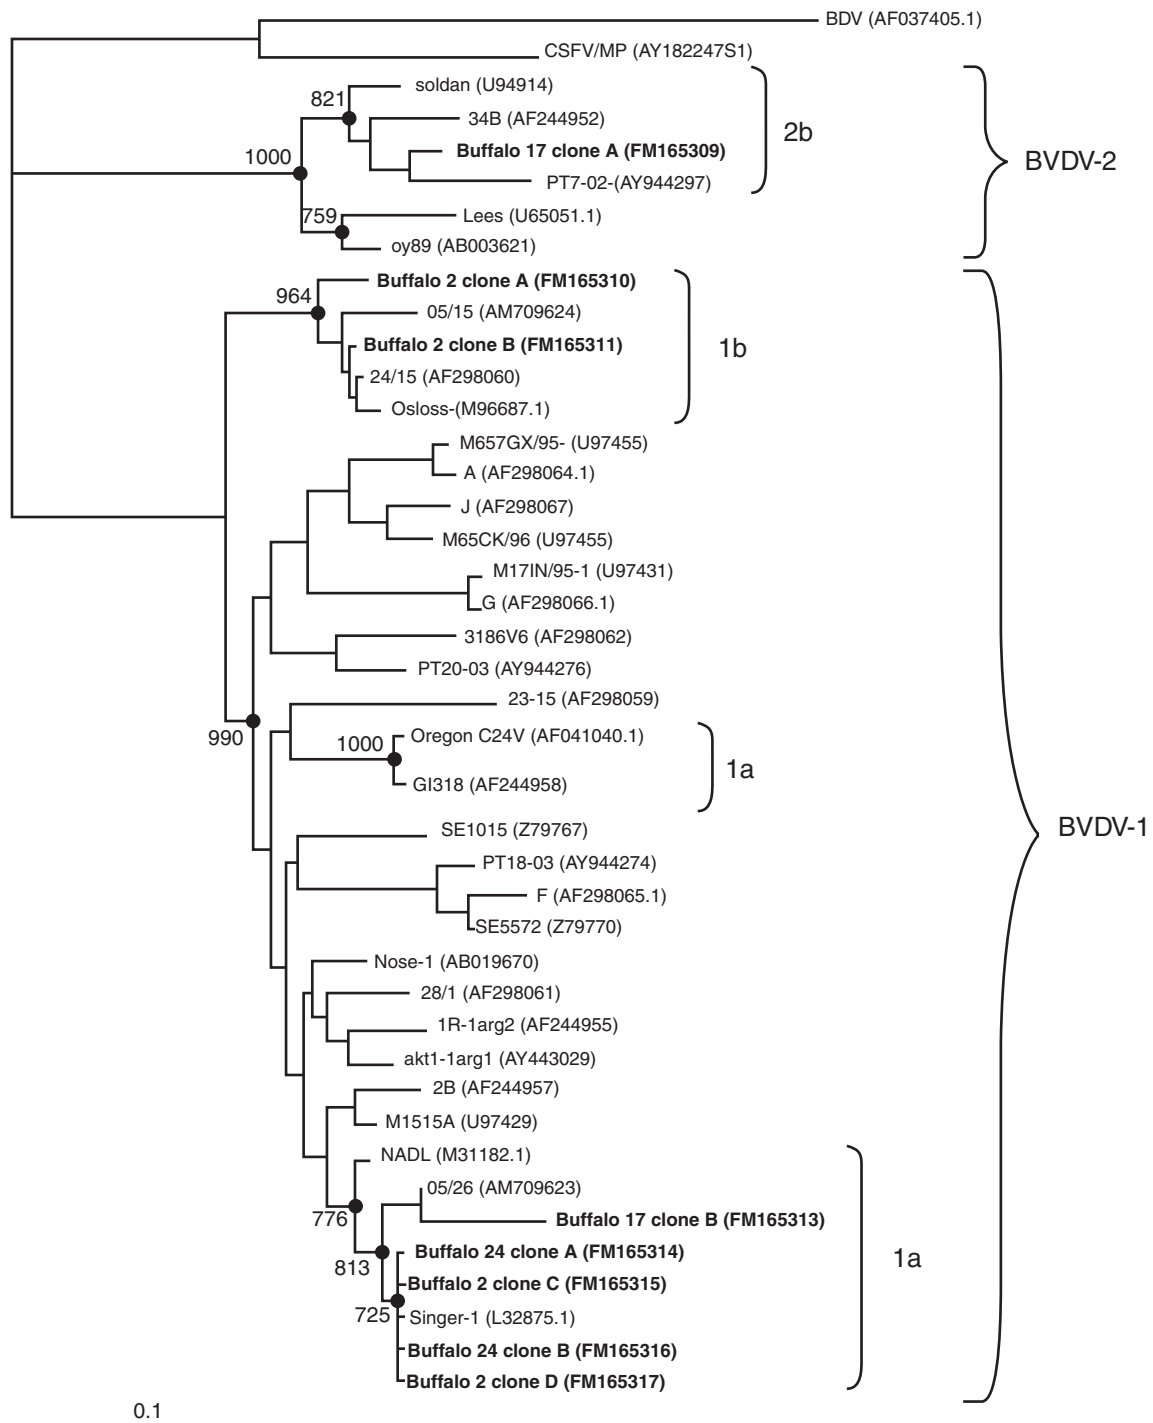 BDV (AF037405.1)
CSFV/MP (AY182247S1)
soldan (U94914)
821
34B (AF244952)
2b
Buffalo 17 clone A (FM165309)
1000
BVDV-2
PT7-02-(AY944297)
759
Lees (U65051.1)
oy89 (AB003621)
Buffalo 2 clone A (FM165310)
964
05/15 (AM709624)
Buffalo 2 clone B (FM165311)
1b
24/15 (AF298060)
Osloss-(M96687.1)
M657GX/95- (U97455)
A (AF298064.1)
J (AF298067)
M65CK/96 (U97455)
M17IN/95-1 (U97431)
G (AF298066.1)
3186V6 (AF298062)
PT20-03 (AY944276)
23-15 (AF298059)
990
Oregon C24V (AF041040.1)
1000
1a
GI318 (AF244958)
SE1015 (Z79767)
BVDV-1
PT18-03 (AY944274)
F (AF298065.1)
SE5572 (Z79770)
Nose-1 (AB019670)
28/1 (AF298061)
1R-1arg2 (AF244955)
akt1-1arg1 (AY443029)
2B (AF244957)
M1515A (U97429)
NADL (M31182.1)
05/26 (AM709623)
776
Buffalo 17 clone B (FM165313)
Buffalo 24 clone A (FM165314)
1a
813
Buffalo 2 clone C (FM165315)
725
Singer-1 (L32875.1)
Buffalo 24 clone B (FM165316)
Buffalo 2 clone D (FM165317)
0.1